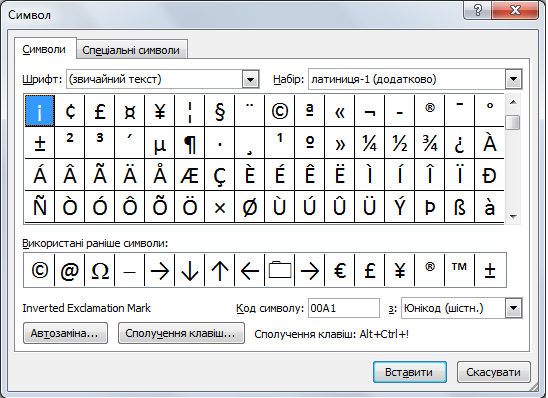 Символ
Символи Спеціальні символи
Шрифт: (звичайний текст) Набір: латиниця-1 (додатково)
¡ ¢ £ ¤ ¥ ¦ § ¨ © ª « ¬ - ® ¯ °
± ² ³ ´ µ ¶ · ¸ ¹ º » ¼ ½ ¾ ¿ À
Á Â Ã Ä Å Æ Ç È É Ê Ë Ì Í Î Ï Ð
Ñ Ò Ó Ô Õ Ö × Ø Ù Ú Û Ü Ý Þ ß à
Використані раніше символи:
© @ Ω – → ↓ ↑ ← 🗀 → € £ ¥ ® ™ ±
Inverted Exclamation Mark Код символу: 00A1 з: Юнікод (шістн.)
Автозаміна... Сполучення клавіш... Сполучення клавіш: Alt+Ctrl+!
Вставити Скасувати